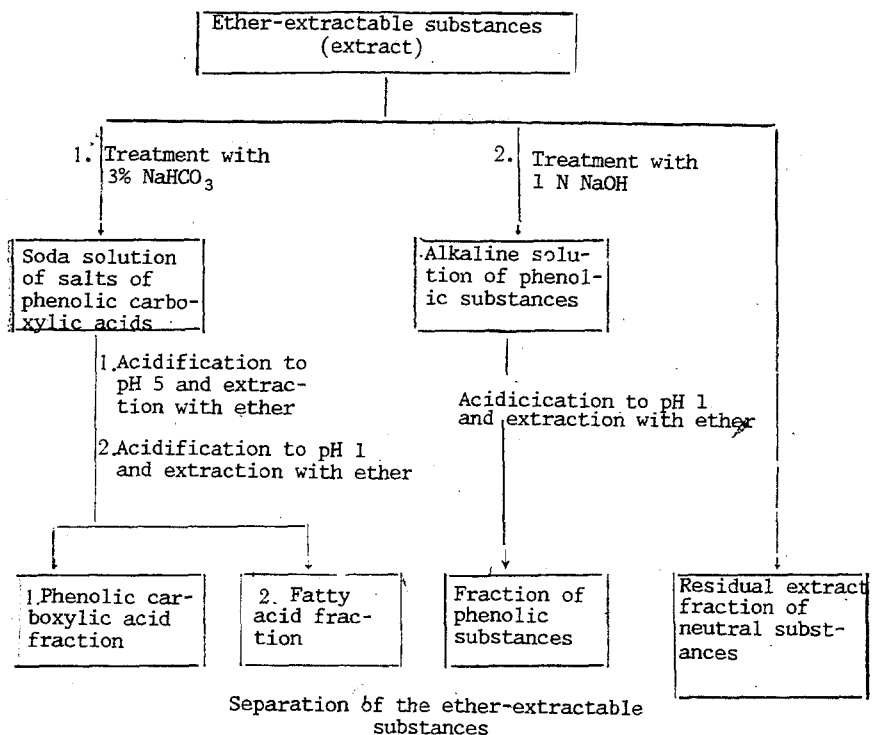 Ether-extractable substances
(extract)
1. Treatment with
3% NaHCO3
2. Treatment with
1 N NaOH
Soda solution
of salts of
phenolic carbo-
xylic acids
Alkaline solu-
tion of phenol-
ic substances
1.Acidification to
pH 5 and extrac-
tion with ether
2.Acidification to pH 1
and extraction with ether
Acidicication to pH 1
and extraction with ether
1.Phenolic car-
boxylic acid
fraction
2. Fatty
acid frac-
tion
Fraction of
phenolic
substances
Residual extract
fraction of
neutral subst-
ances
Separation of the ether-extractable
substances